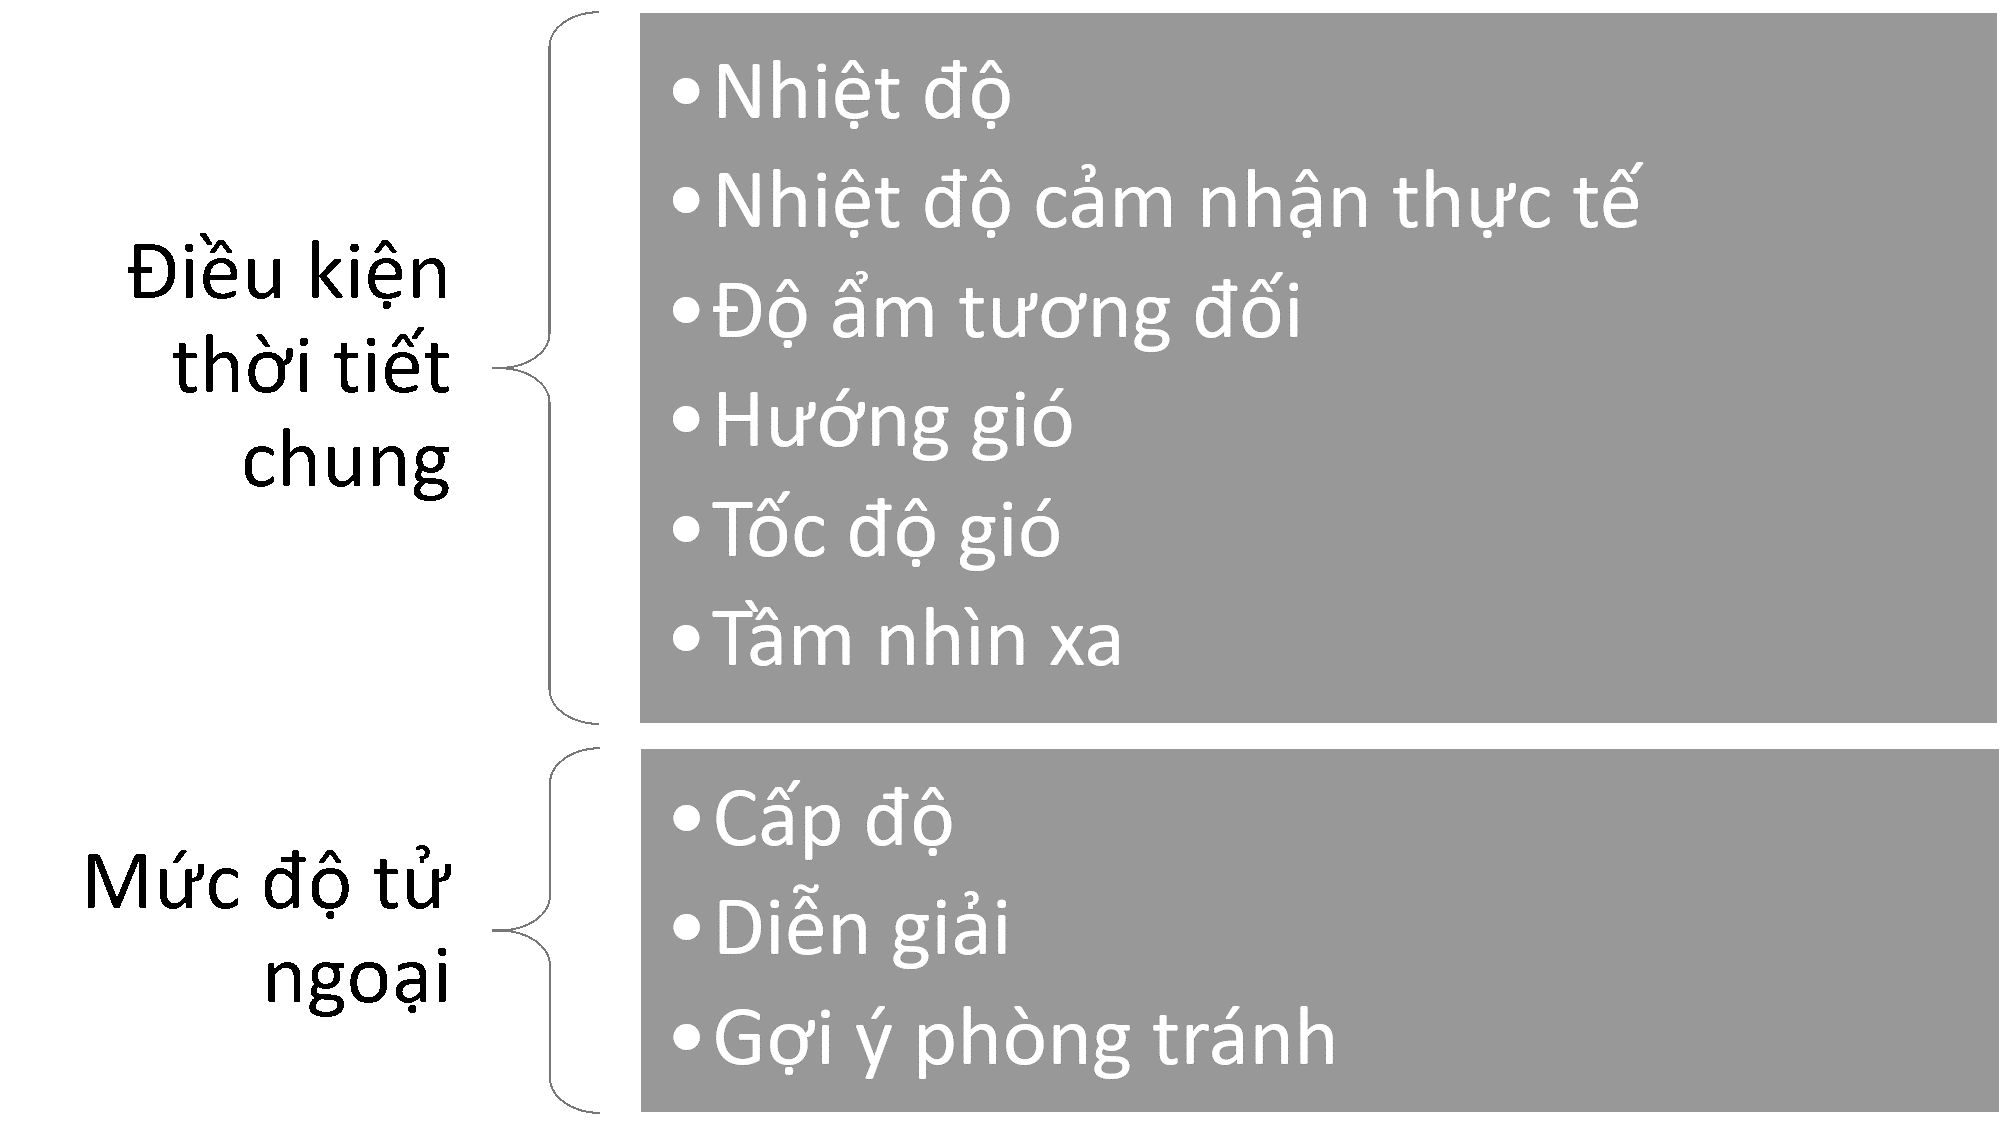 Điều kiện
thời tiết
chung
•Nhiệt độ
•Nhiệt độ cảm nhận thực tế
•Độ ẩm tương đối
•Hướng gió
•Tốc độ gió
•Tầm nhìn xa
Mức độ tử
ngoại
•Cấp độ
•Diễn giải
•Gợi ý phòng tránh